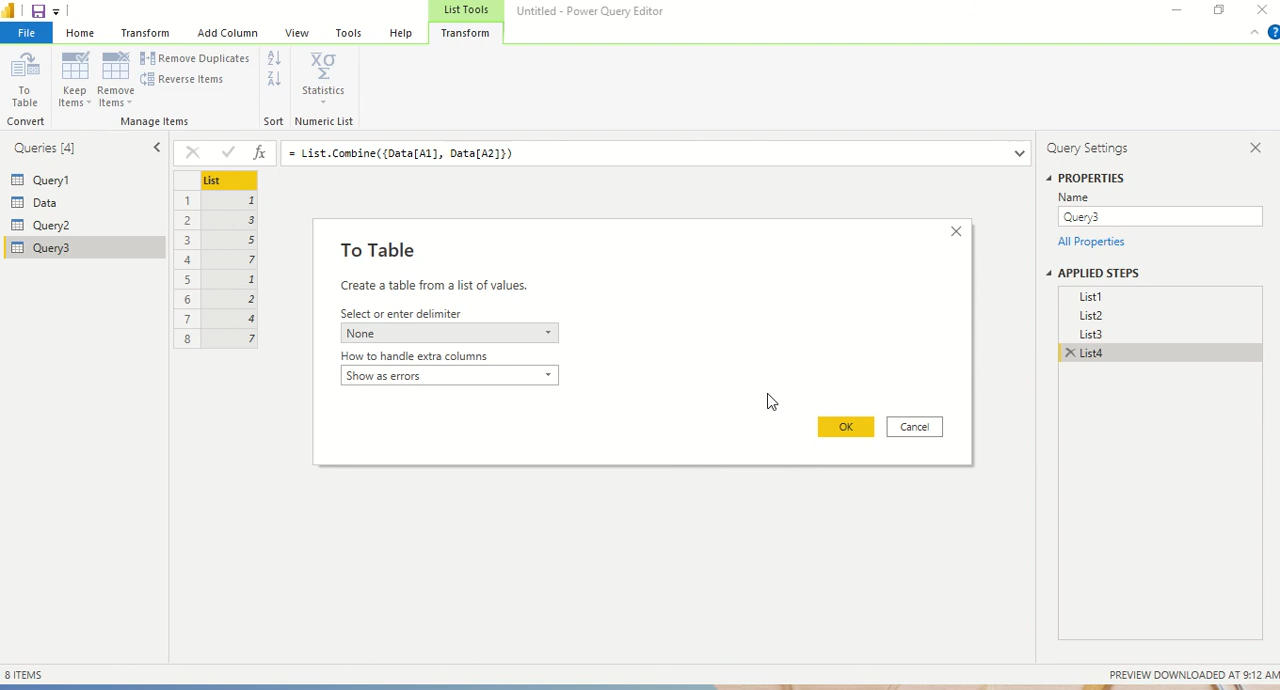 List Tools
Untitled - Power Query Editor
File Home Transform Add Column View Tools Help Transform
To Table
Keep Items
Remove Items
Remove Duplicates
Reverse Items
Statistics
Convert
Manage Items
Sort
Numeric List
Queries [4]
Query1
Data
Query2
Query3
fx
= List.Combine({Data[A1], Data[A2]})
List
1 1
2 3
3 5
4 7
5 1
6 2
7 4
8 7
To Table
Create a table from a list of values.
Select or enter delimiter
None
How to handle extra columns
Show as errors
OK Cancel
Query Settings
PROPERTIES
Name
Query3
All Properties
APPLIED STEPS
List1
List2
List3
List4
8 ITEMS
PREVIEW DOWNLOADED AT 9:12 AM